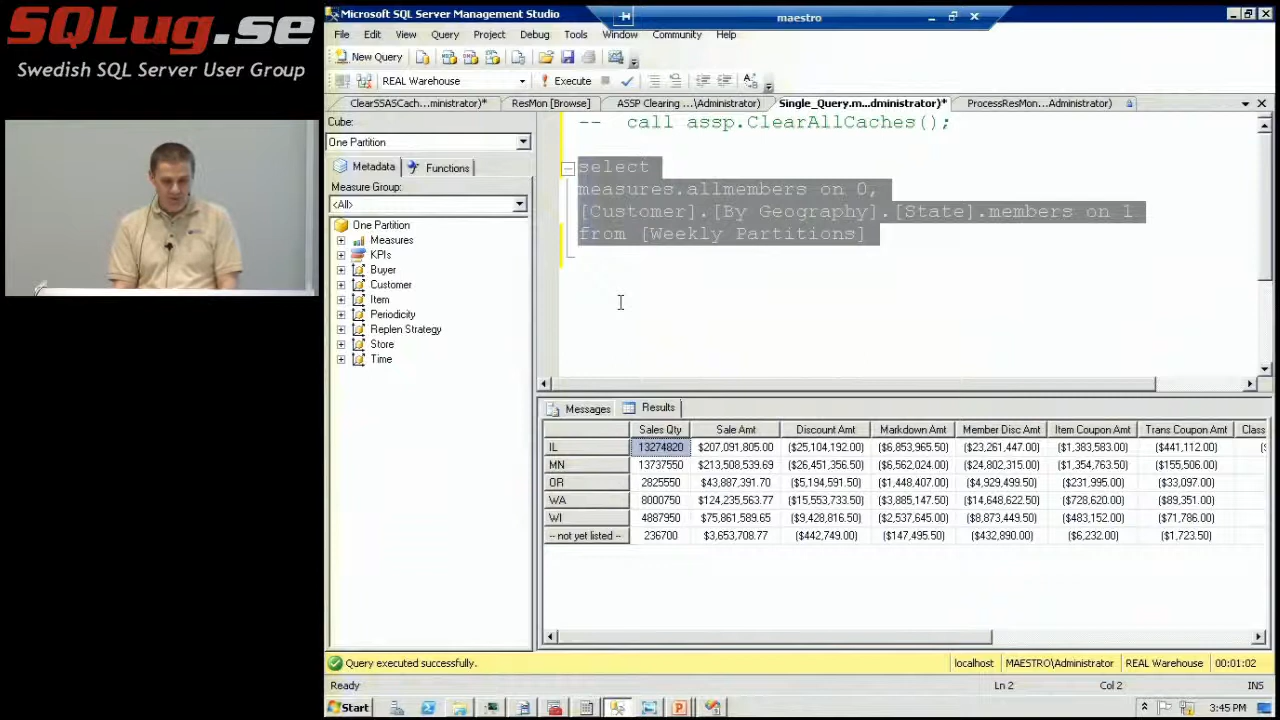 SQLug.se
Swedish SQL Server User Group
Microsoft SQL Server Management Studio
maestro
File Edit View Query Project Debug Tools Window Community Help
New Query
REAL Warehouse
Execute
ClearSSASCach...ministrator)*
ResMon [Browse]
ASSP Clearing ...\Administrator)
Single_Query.m...dministrator)*
ProcessResMon...Administrator)
Cube:
One Partition
Metadata
Functions
Measure Group:
<All>
One Partition
Measures
KPIs
Buyer
Customer
Item
Periodicity
Replen Strategy
Store
Time
-- call assp.ClearAllCaches();
select
measures.allmembers on 0,
[Customer].[By Geography].[State].members on 1
from [Weekly Partitions]
Messages
Results
Sales Qty Sale Amt Discount Amt Markdown Amt Member Disc Amt Item Coupon Amt Trans Coupon Amt Class
IL 13274820 $207,091,805.00 ($25,104,192.00) ($6,853,965.50) ($23,261,447.00) ($1,383,583.00) ($441,112.00) ($
MN 13737550 $213,508,539.69 ($26,451,356.50) ($6,562,024.00) ($24,802,315.00) ($1,354,763.50) ($155,506.00)
OR 2825550 $43,887,391.70 ($5,194,591.50) ($1,448,407.00) ($4,929,499.50) ($231,995.00) ($33,097.00)
WA 8000750 $124,235,563.77 ($15,553,733.50) ($3,885,147.50) ($14,648,622.50) ($728,620.00) ($89,351.00)
WI 4887950 $75,861,589.65 ($9,428,816.50) ($2,537,645.00) ($8,873,449.50) ($483,152.00) ($71,786.00)
-- not yet listed -- 236700 $3,653,708.77 ($442,749.00) ($147,495.50) ($432,890.00) ($6,232.00) ($1,723.50)
Query executed successfully.
localhost MAESTRO\Administrator REAL Warehouse 00:01:02
Ready
Ln 2 Col 2 INS
Start
3:45 PM